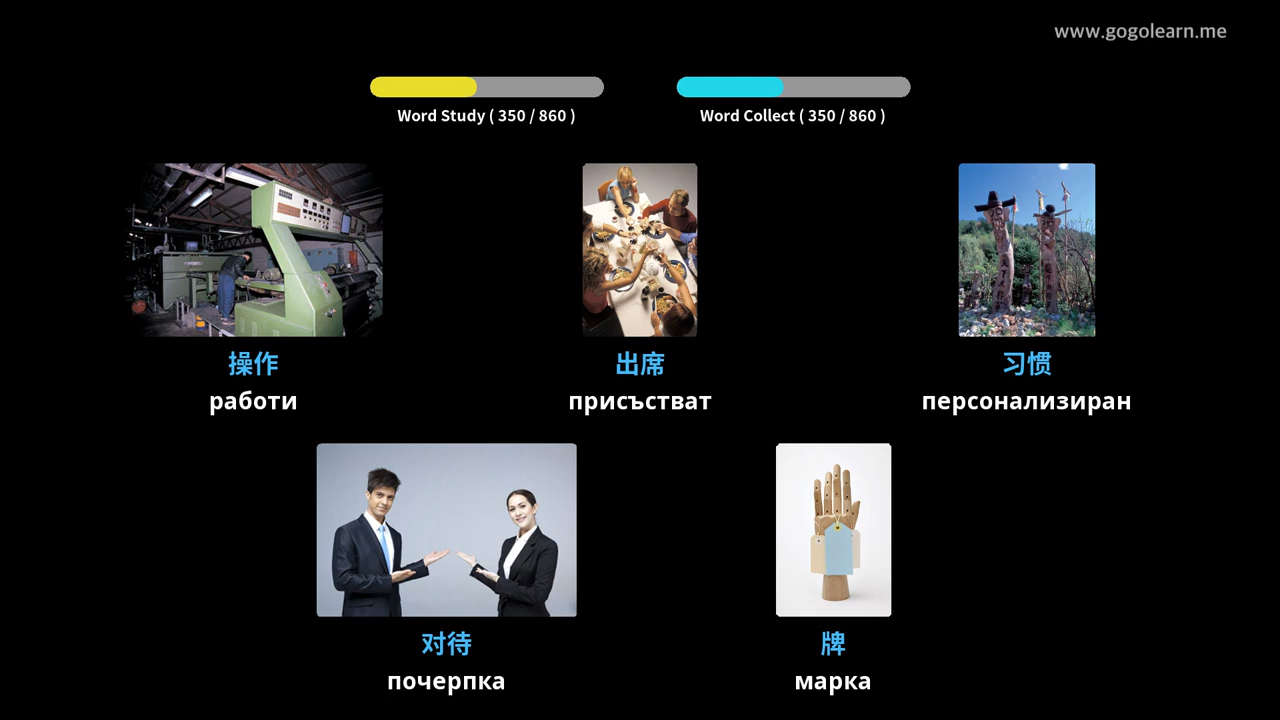 www.gogolearn.me
Word Study ( 350 / 860 )
Word Collect ( 350 / 860 )
操作
работи
出席
присъстват
习惯
персонализиран
对待
почерпка
牌
марка